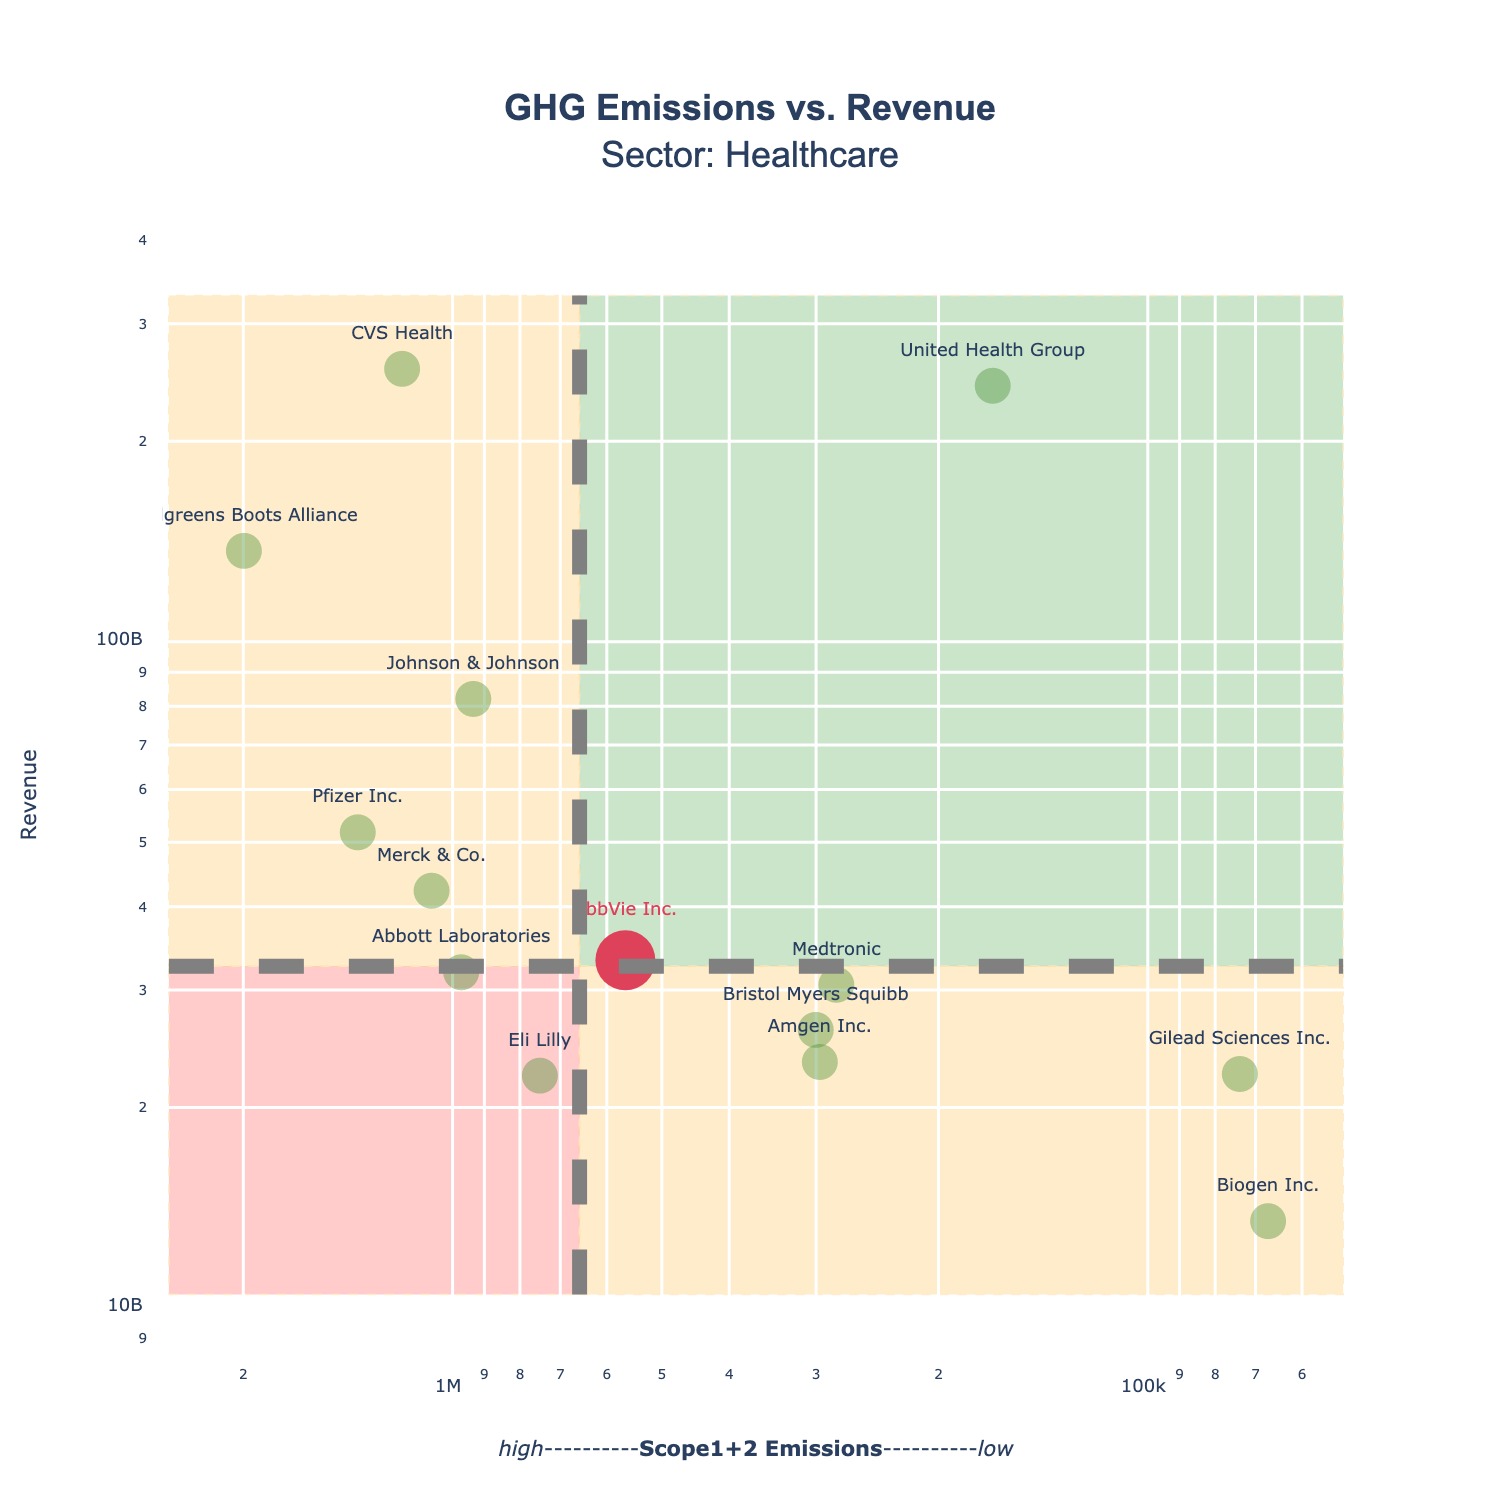 GHG Emissions vs. Revenue
Sector: Healthcare
4
3
CVS Health
United Health Group
2
greens Boots Alliance
100B
Johnson & Johnson
9
8
7
Pfizer Inc.
6
Revenue
5
Merck & Co.
4
bbVie Inc.
Abbott Laboratories
Medtronic
3
Bristol Myers Squibb
Amgen Inc.
Eli Lilly
Gilead Sciences Inc.
2
Biogen Inc.
10B
9
2 1M 9 8 7 6 5 4 3 2 100k 9 8 7 6
high----------Scope1+2 Emissions----------low